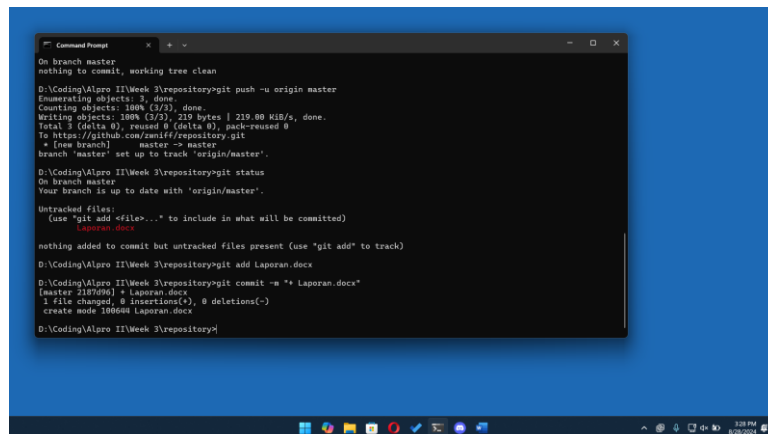 Command Prompt
On branch master
nothing to commit, working tree clean
D:\Coding\Alpro II\Week 3\repository>git push -u origin master
Enumerating objects: 3, done.
Counting objects: 100% (3/3), done.
Writing objects: 100% (3/3), 219 bytes | 219.00 KiB/s, done.
Total 3 (delta 0), reused 0 (delta 0), pack-reused 0
To https://github.com/zwniff/repository.git
* [new branch] master -> master
branch 'master' set up to track 'origin/master'.
D:\Coding\Alpro II\Week 3\repository>git status
On branch master
Your branch is up to date with 'origin/master'.
Untracked files:
(use "git add <file>..." to include in what will be committed)
Laporan.docx
nothing added to commit but untracked files present (use "git add" to track)
D:\Coding\Alpro II\Week 3\repository>git add Laporan.docx
D:\Coding\Alpro II\Week 3\repository>git commit -m "+ Laporan.docx"
[master 2187d96] + Laporan.docx
1 file changed, 0 insertions(+), 0 deletions(-)
create mode 100644 Laporan.docx
D:\Coding\Alpro II\Week 3\repository>
3:28 PM
8/28/2024